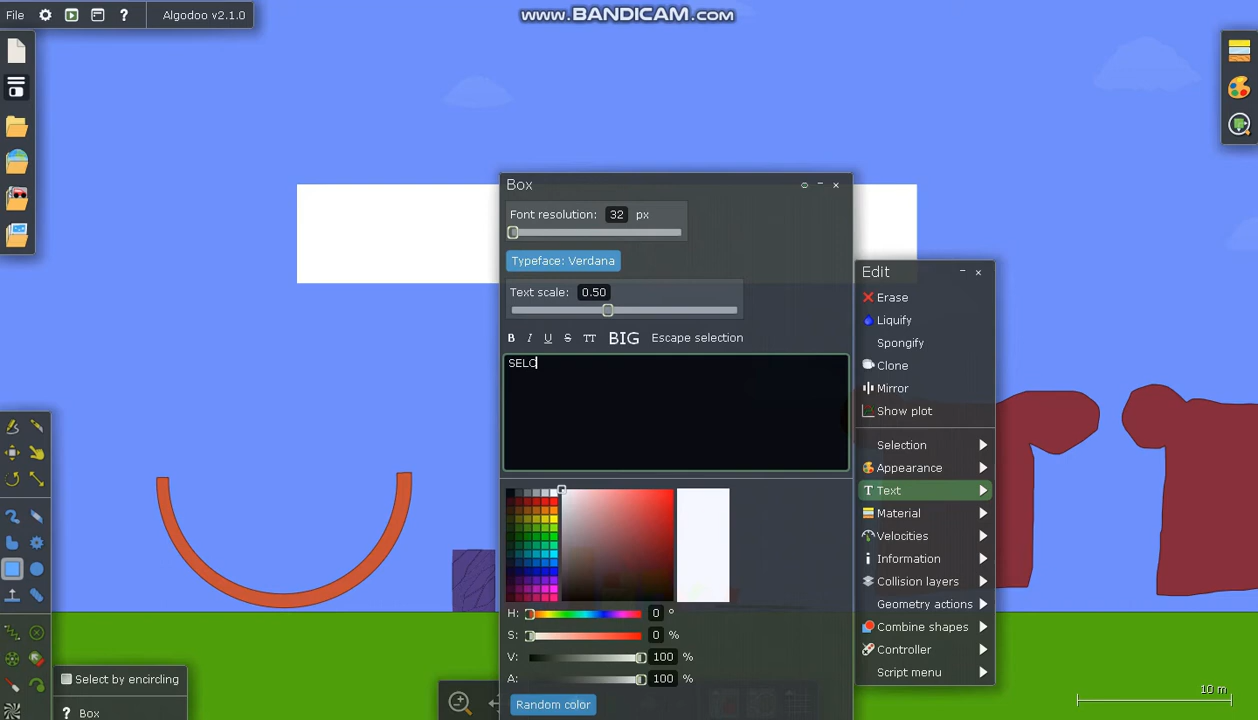 File ? Algodoo v2.1.0
www.BANDICAM.com
Box
Font resolution: 32 px
Typeface: Verdana
Text scale: 0.50
B I U S TT BIG Escape selection
SELC
H: 0 °
S: 0 %
V: 100 %
A: 100 %
Random color
Edit
Erase
Liquify
Spongify
Clone
Mirror
Show plot
Selection
Appearance
T Text
Material
Velocities
Information
Collision layers
Geometry actions
Combine shapes
Controller
Script menu
Select by encircling
? Box
10 m